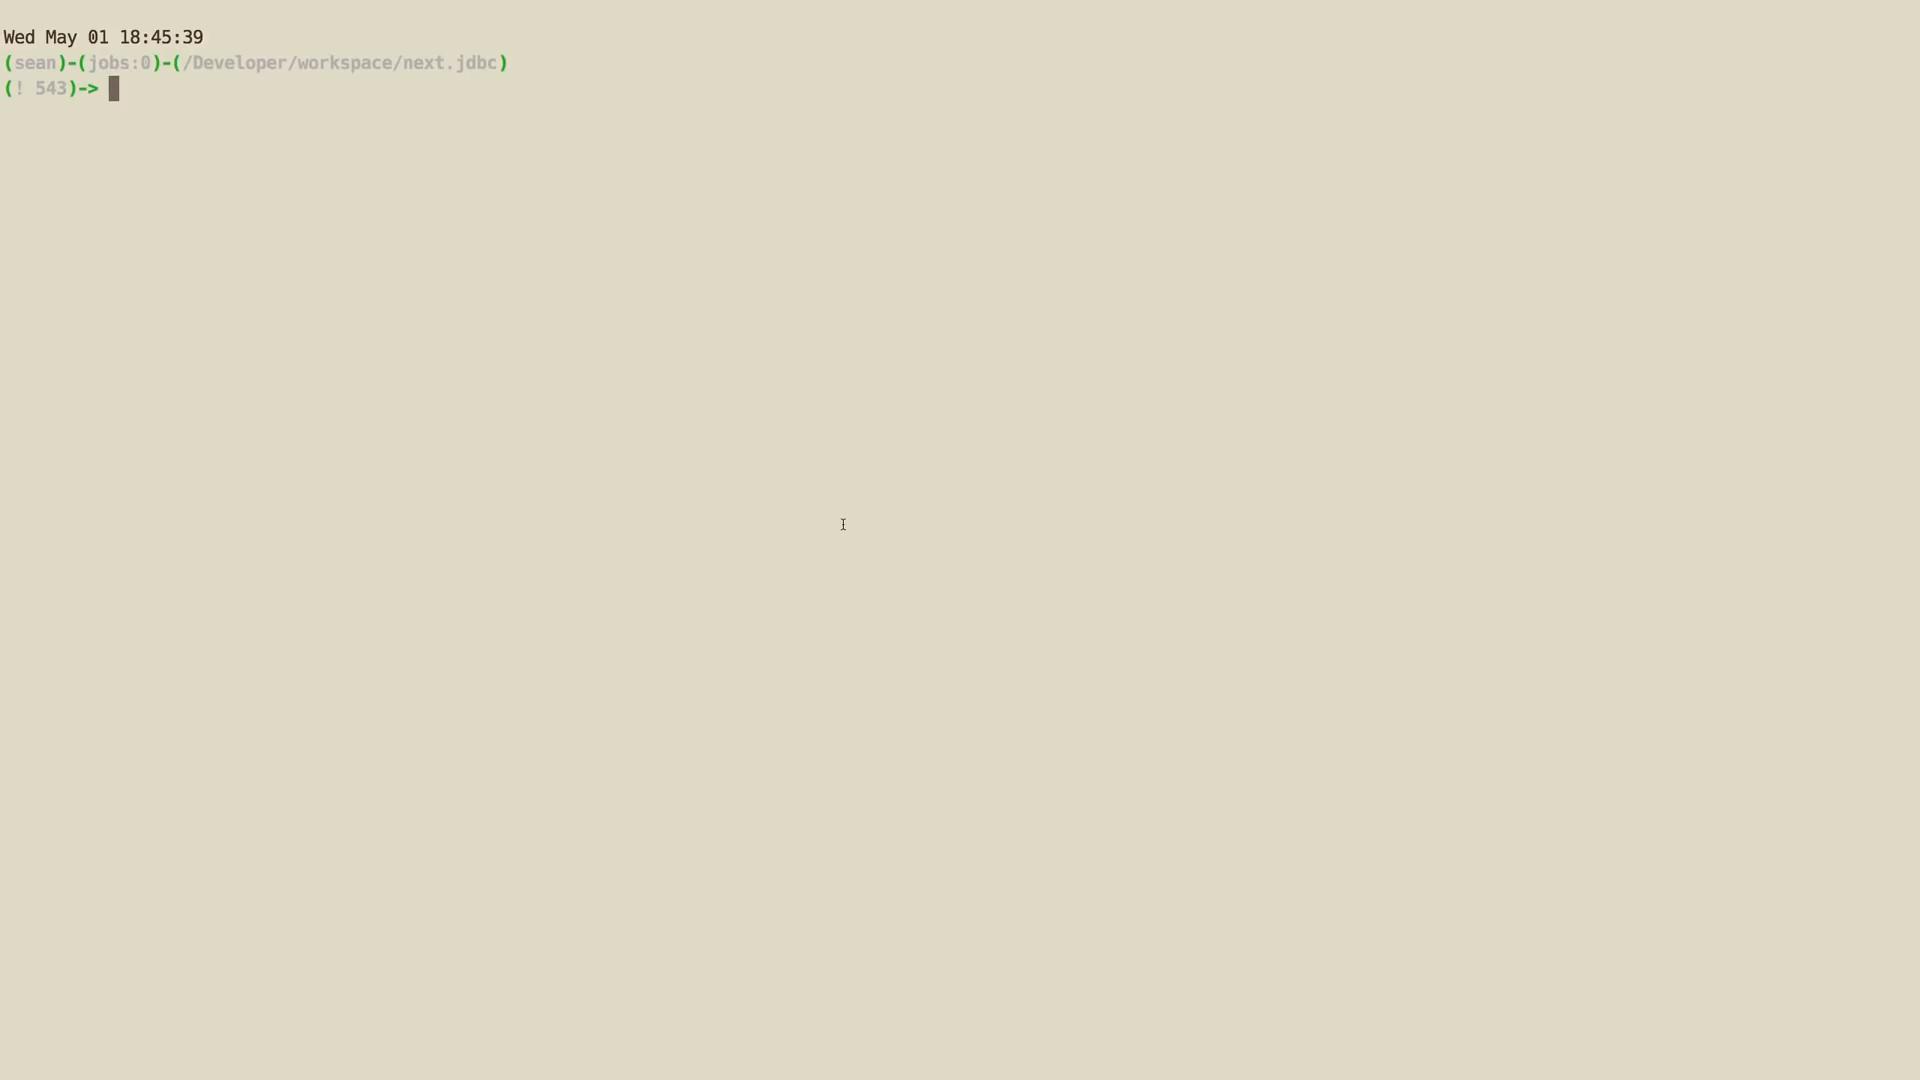 Wed May 01 18:45:39
(sean)-(jobs:0)-(/Developer/workspace/next.jdbc)
(! 543)->